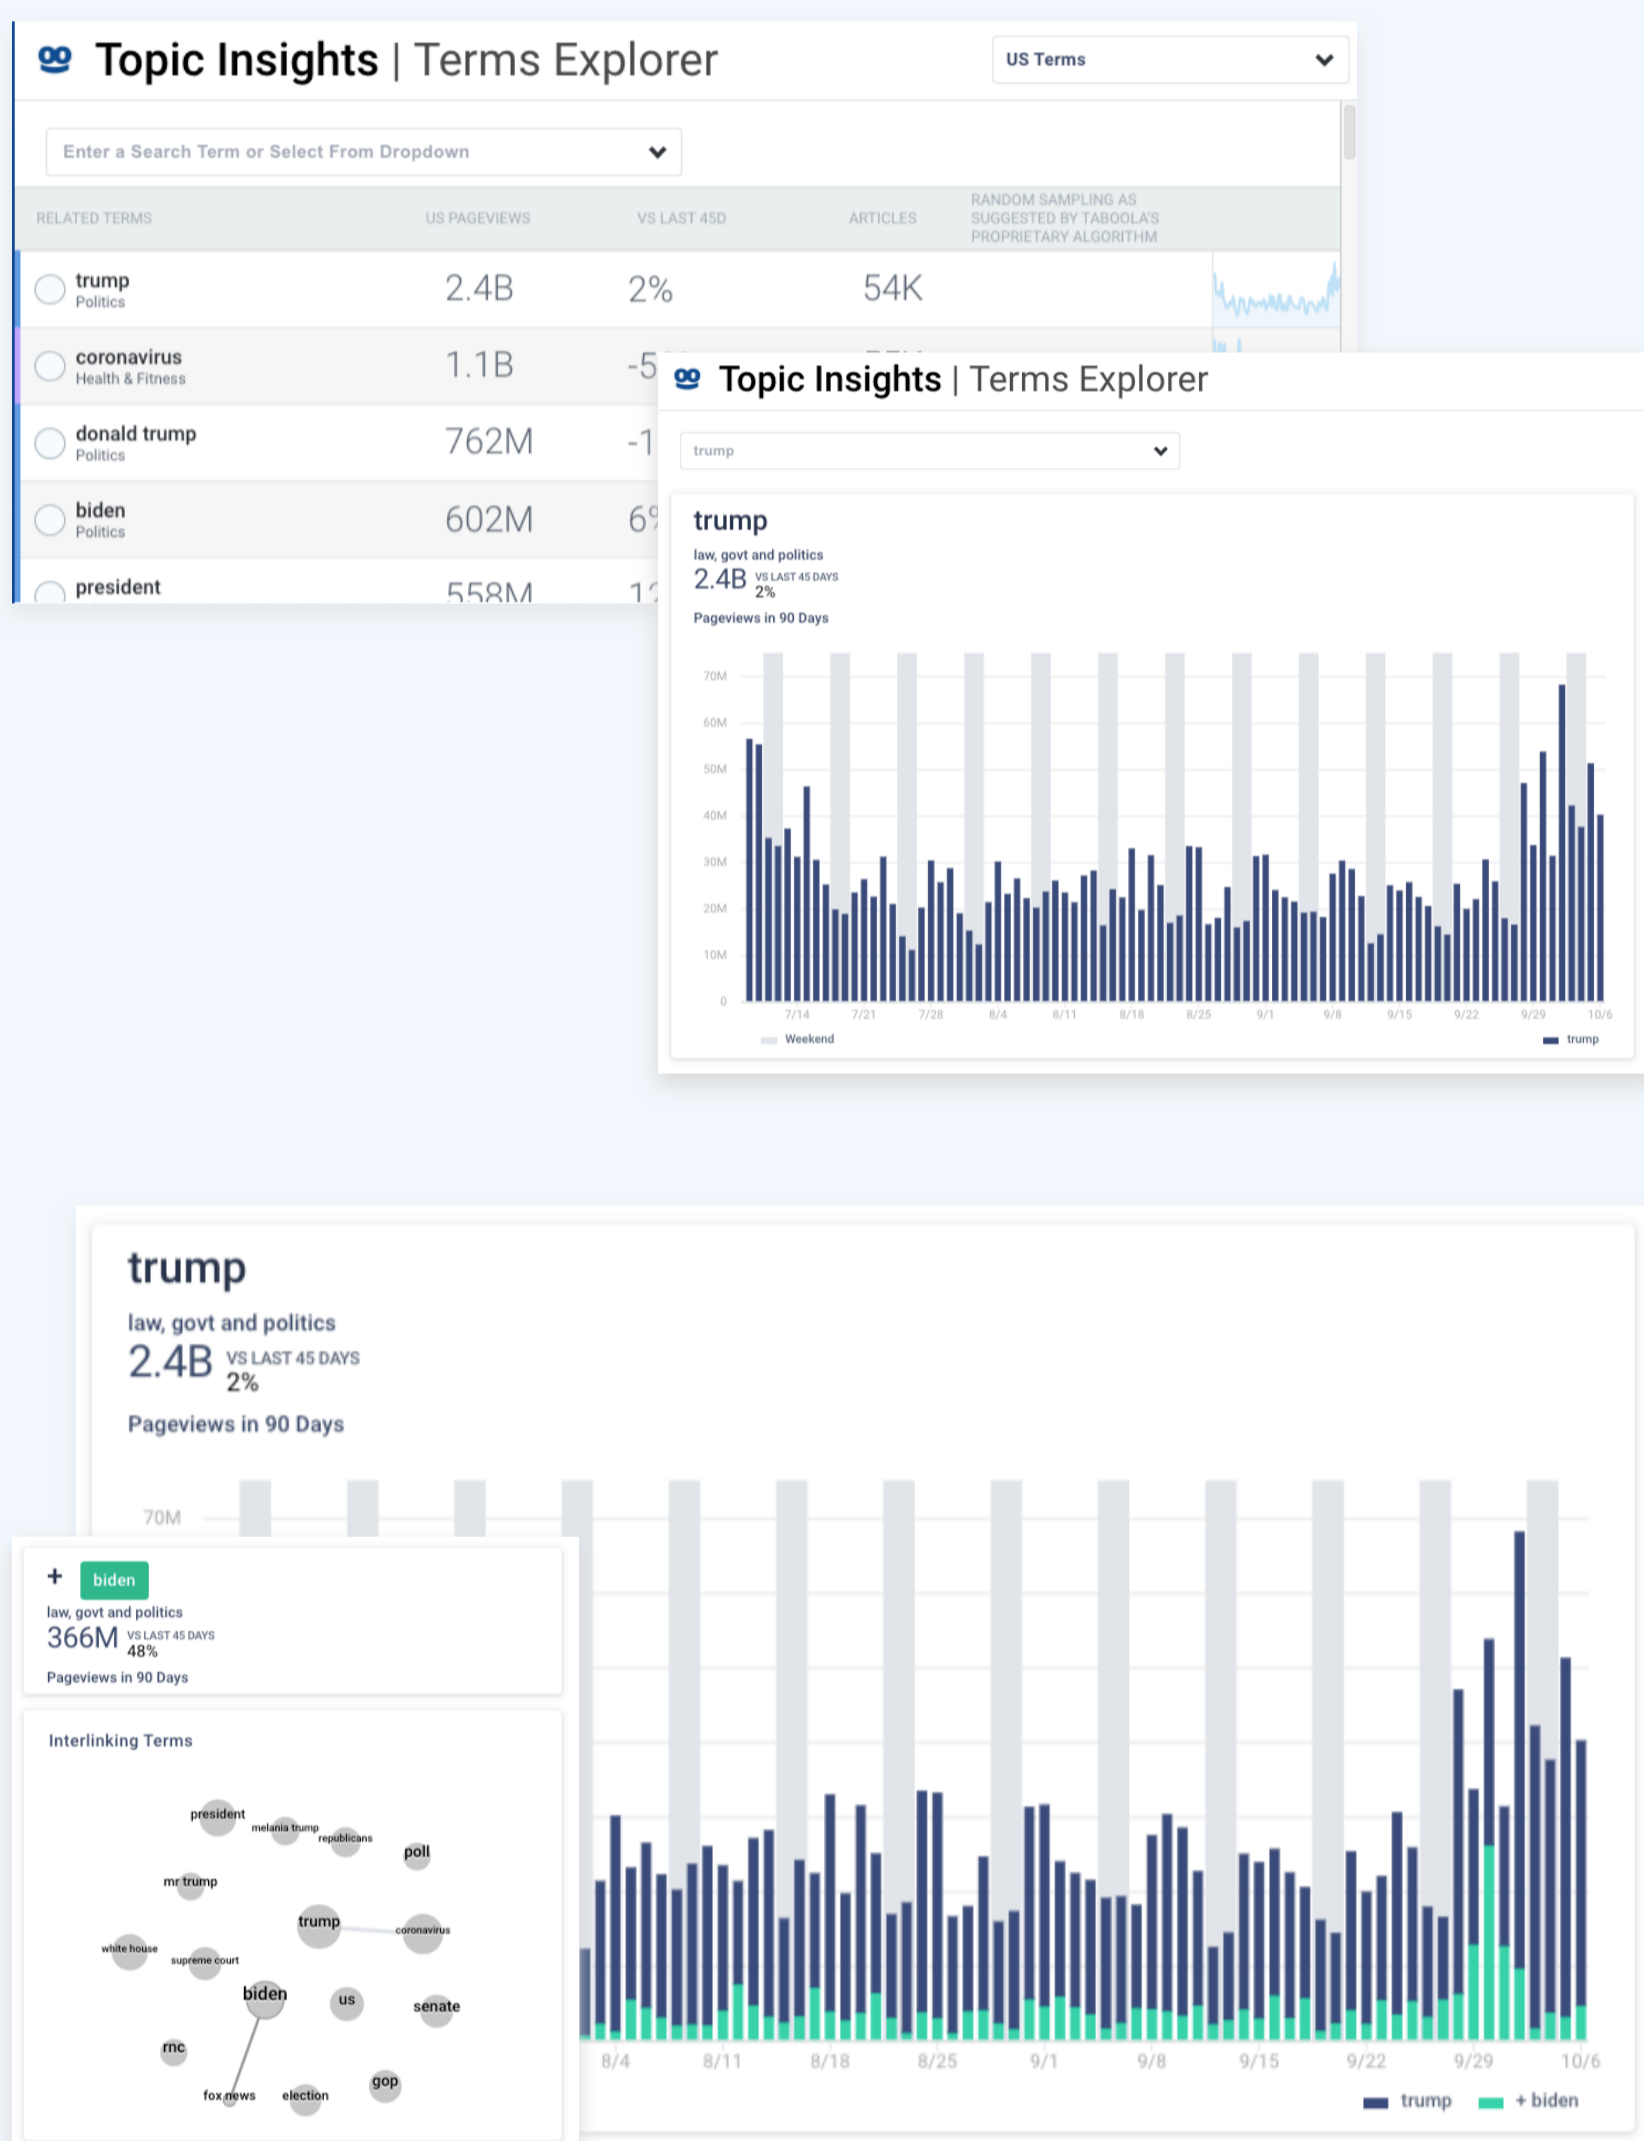 Topic Insights | Terms Explorer
US Terms
Enter a Search Term or Select From Dropdown
RELATED TERMS
US PAGEVIEWS
VS LAST 45D
ARTICLES
RANDOM SAMPLING AS
SUGGESTED BY TABOOLA'S
PROPRIETARY ALGORITHM
trump
Politics
2.4B
2%
54K
coronavirus
Health & Fitness
1.1B
-5
donald trump
Politics
762M
-1
biden
Politics
602M
6%
president
558M
Topic Insights | Terms Explorer
trump
trump
law, govt and politics
2.4B
VS LAST 45 DAYS
2%
Pageviews in 90 Days
70M
60M
50M
40M
30M
20M
10M
0
7/14
7/21
7/28
8/4
8/11
8/18
8/25
9/1
9/8
9/15
9/22
9/29
10/6
Weekend
trump
trump
law, govt and politics
2.4B
VS LAST 45 DAYS
2%
Pageviews in 90 Days
70M
+ biden
law, govt and politics
366M
VS LAST 45 DAYS
48%
Pageviews in 90 Days
Interlinking Terms
president
melania trump
republicans
poll
mr trump
trump
coronavirus
white house
supreme court
biden
us
senate
rnc
fox news
election
gop
8/4
8/11
8/18
8/25
9/1
9/8
9/15
9/22
9/29
10/6
trump
+ biden